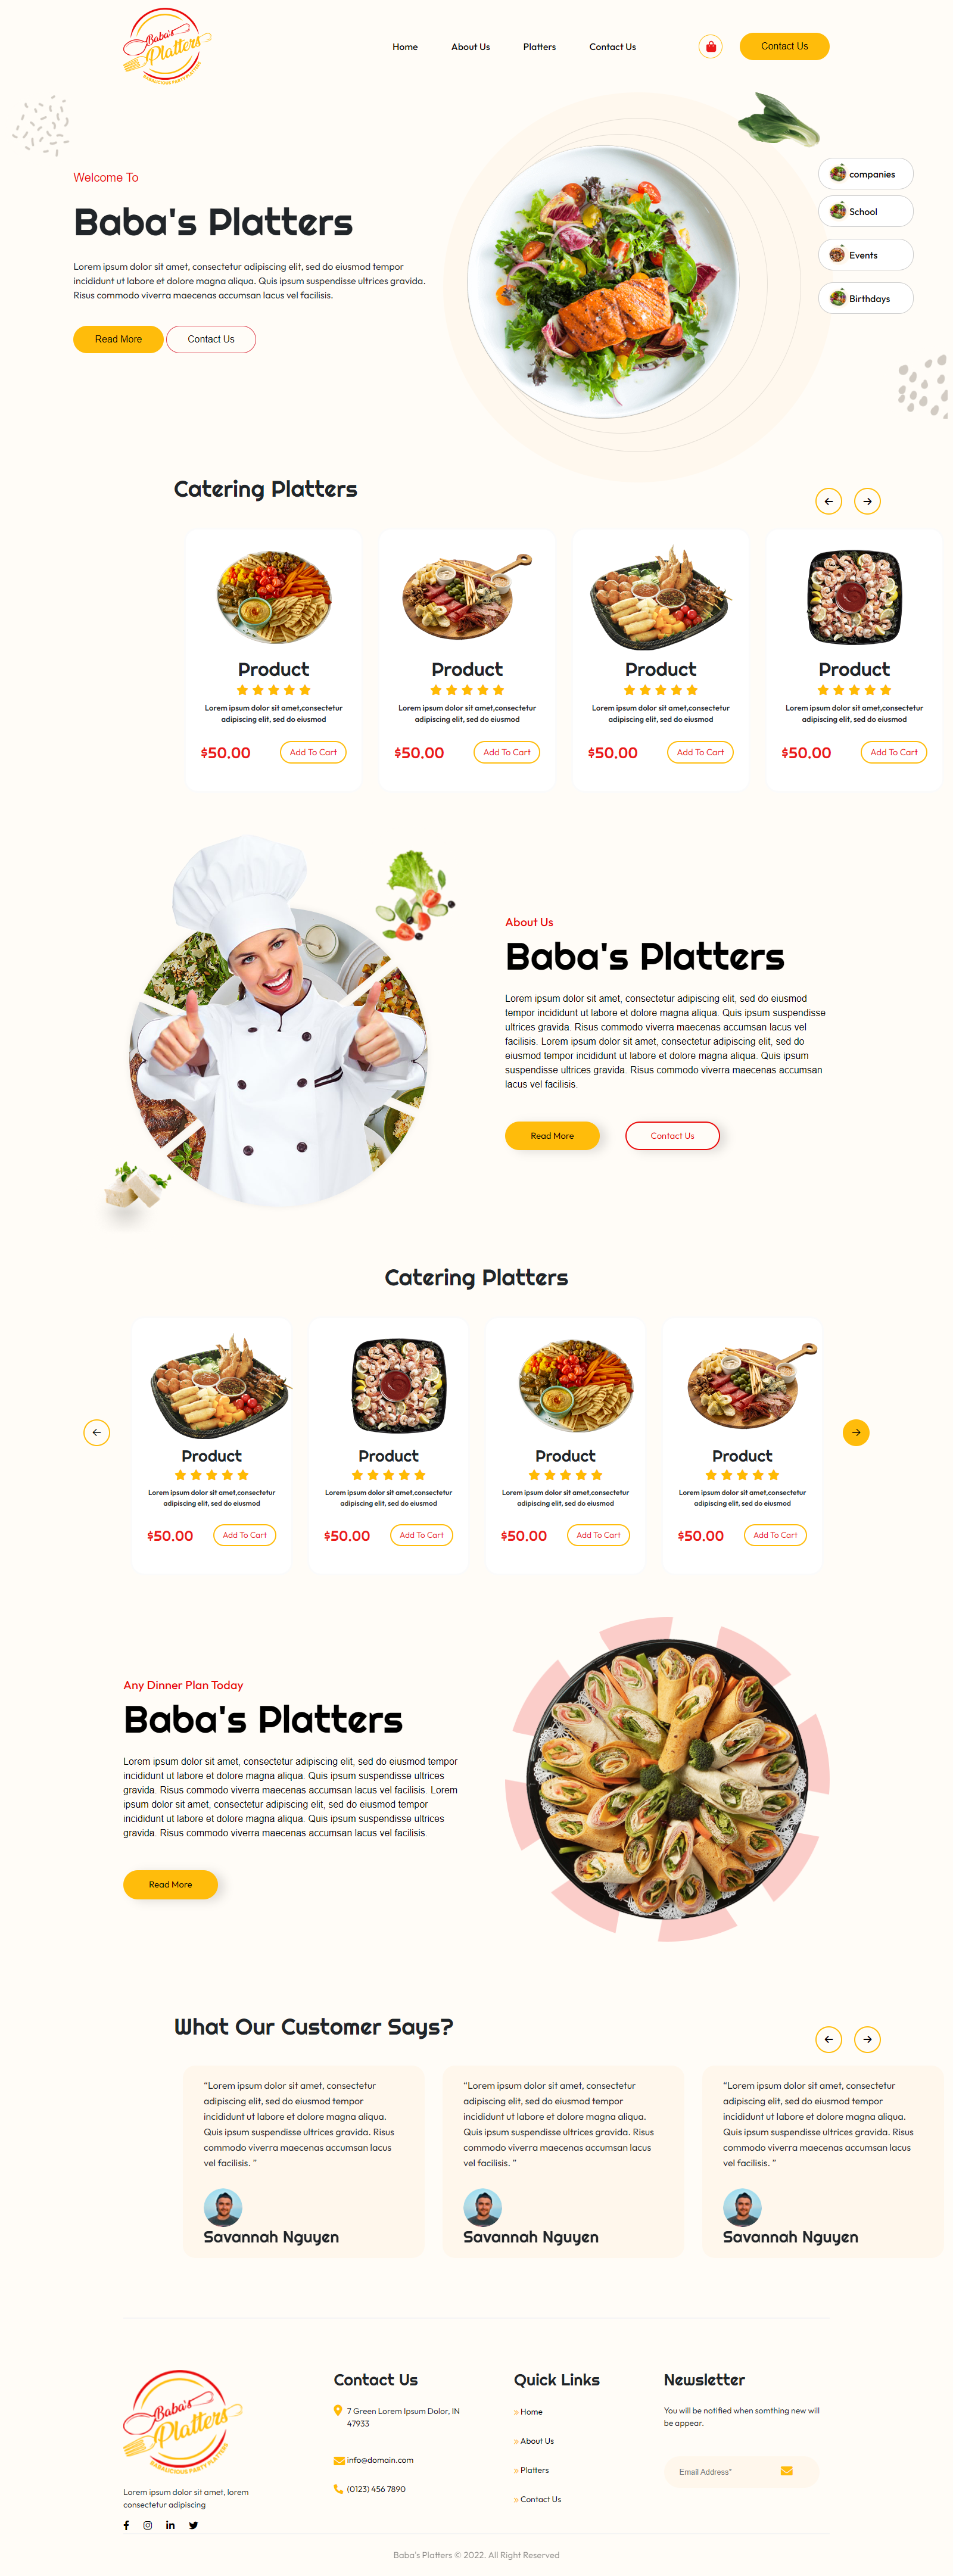 Baba's
Platters
BABALICIOUS PARTY PLATTERS
Home
About Us
Platters
Contact Us
Contact Us
Welcome To
Baba's Platters
Lorem ipsum dolor sit amet, consectetur adipiscing elit, sed do eiusmod tempor
incididunt ut labore et dolore magna aliqua. Quis ipsum suspendisse ultrices gravida.
Risus commodo viverra maecenas accumsan lacus vel facilisis.
Read More
Contact Us
companies
School
Events
Birthdays
Catering Platters
Product
Lorem ipsum dolor sit amet,consectetur
adipiscing elit, sed do eiusmod
$50.00
Add To Cart
Product
Lorem ipsum dolor sit amet,consectetur
adipiscing elit, sed do eiusmod
$50.00
Add To Cart
Product
Lorem ipsum dolor sit amet,consectetur
adipiscing elit, sed do eiusmod
$50.00
Add To Cart
Product
Lorem ipsum dolor sit amet,consectetur
adipiscing elit, sed do eiusmod
$50.00
Add To Cart
About Us
Baba's Platters
Lorem ipsum dolor sit amet, consectetur adipiscing elit, sed do eiusmod
tempor incididunt ut labore et dolore magna aliqua. Quis ipsum suspendisse
ultrices gravida. Risus commodo viverra maecenas accumsan lacus vel
facilisis. Lorem ipsum dolor sit amet, consectetur adipiscing elit, sed do
eiusmod tempor incididunt ut labore et dolore magna aliqua. Quis ipsum
suspendisse ultrices gravida. Risus commodo viverra maecenas accumsan
lacus vel facilisis.
Read More
Contact Us
Catering Platters
Product
Lorem ipsum dolor sit amet,consectetur
adipiscing elit, sed do eiusmod
$50.00
Add To Cart
Product
Lorem ipsum dolor sit amet,consectetur
adipiscing elit, sed do eiusmod
$50.00
Add To Cart
Product
Lorem ipsum dolor sit amet,consectetur
adipiscing elit, sed do eiusmod
$50.00
Add To Cart
Product
Lorem ipsum dolor sit amet,consectetur
adipiscing elit, sed do eiusmod
$50.00
Add To Cart
Any Dinner Plan Today
Baba's Platters
Lorem ipsum dolor sit amet, consectetur adipiscing elit, sed do eiusmod tempor
incididunt ut labore et dolore magna aliqua. Quis ipsum suspendisse ultrices
gravida. Risus commodo viverra maecenas accumsan lacus vel facilisis. Lorem
ipsum dolor sit amet, consectetur adipiscing elit, sed do eiusmod tempor
incididunt ut labore et dolore magna aliqua. Quis ipsum suspendisse ultrices
gravida. Risus commodo viverra maecenas accumsan lacus vel facilisis.
Read More
What Our Customer Says?
“Lorem ipsum dolor sit amet, consectetur
adipiscing elit, sed do eiusmod tempor
incididunt ut labore et dolore magna aliqua.
Quis ipsum suspendisse ultrices gravida. Risus
commodo viverra maecenas accumsan lacus
vel facilisis. ”
Savannah Nguyen
“Lorem ipsum dolor sit amet, consectetur
adipiscing elit, sed do eiusmod tempor
incididunt ut labore et dolore magna aliqua.
Quis ipsum suspendisse ultrices gravida. Risus
commodo viverra maecenas accumsan lacus
vel facilisis. ”
Savannah Nguyen
“Lorem ipsum dolor sit amet, consectetur
adipiscing elit, sed do eiusmod tempor
incididunt ut labore et dolore magna aliqua.
Quis ipsum suspendisse ultrices gravida. Risus
commodo viverra maecenas accumsan lacus
vel facilisis. ”
Savannah Nguyen
Baba's
Platters
BABALICIOUS PARTY PLATTERS
Lorem ipsum dolor sit amet, lorem
consectetur adipiscing
Contact Us
7 Green Lorem Ipsum Dolor, IN
47933
info@domain.com
(0123) 456 7890
Quick Links
» Home
» About Us
» Platters
» Contact Us
Newsletter
You will be notified when somthing new will
be appear.
Email Address*
Baba's Platters © 2022. All Right Reserved